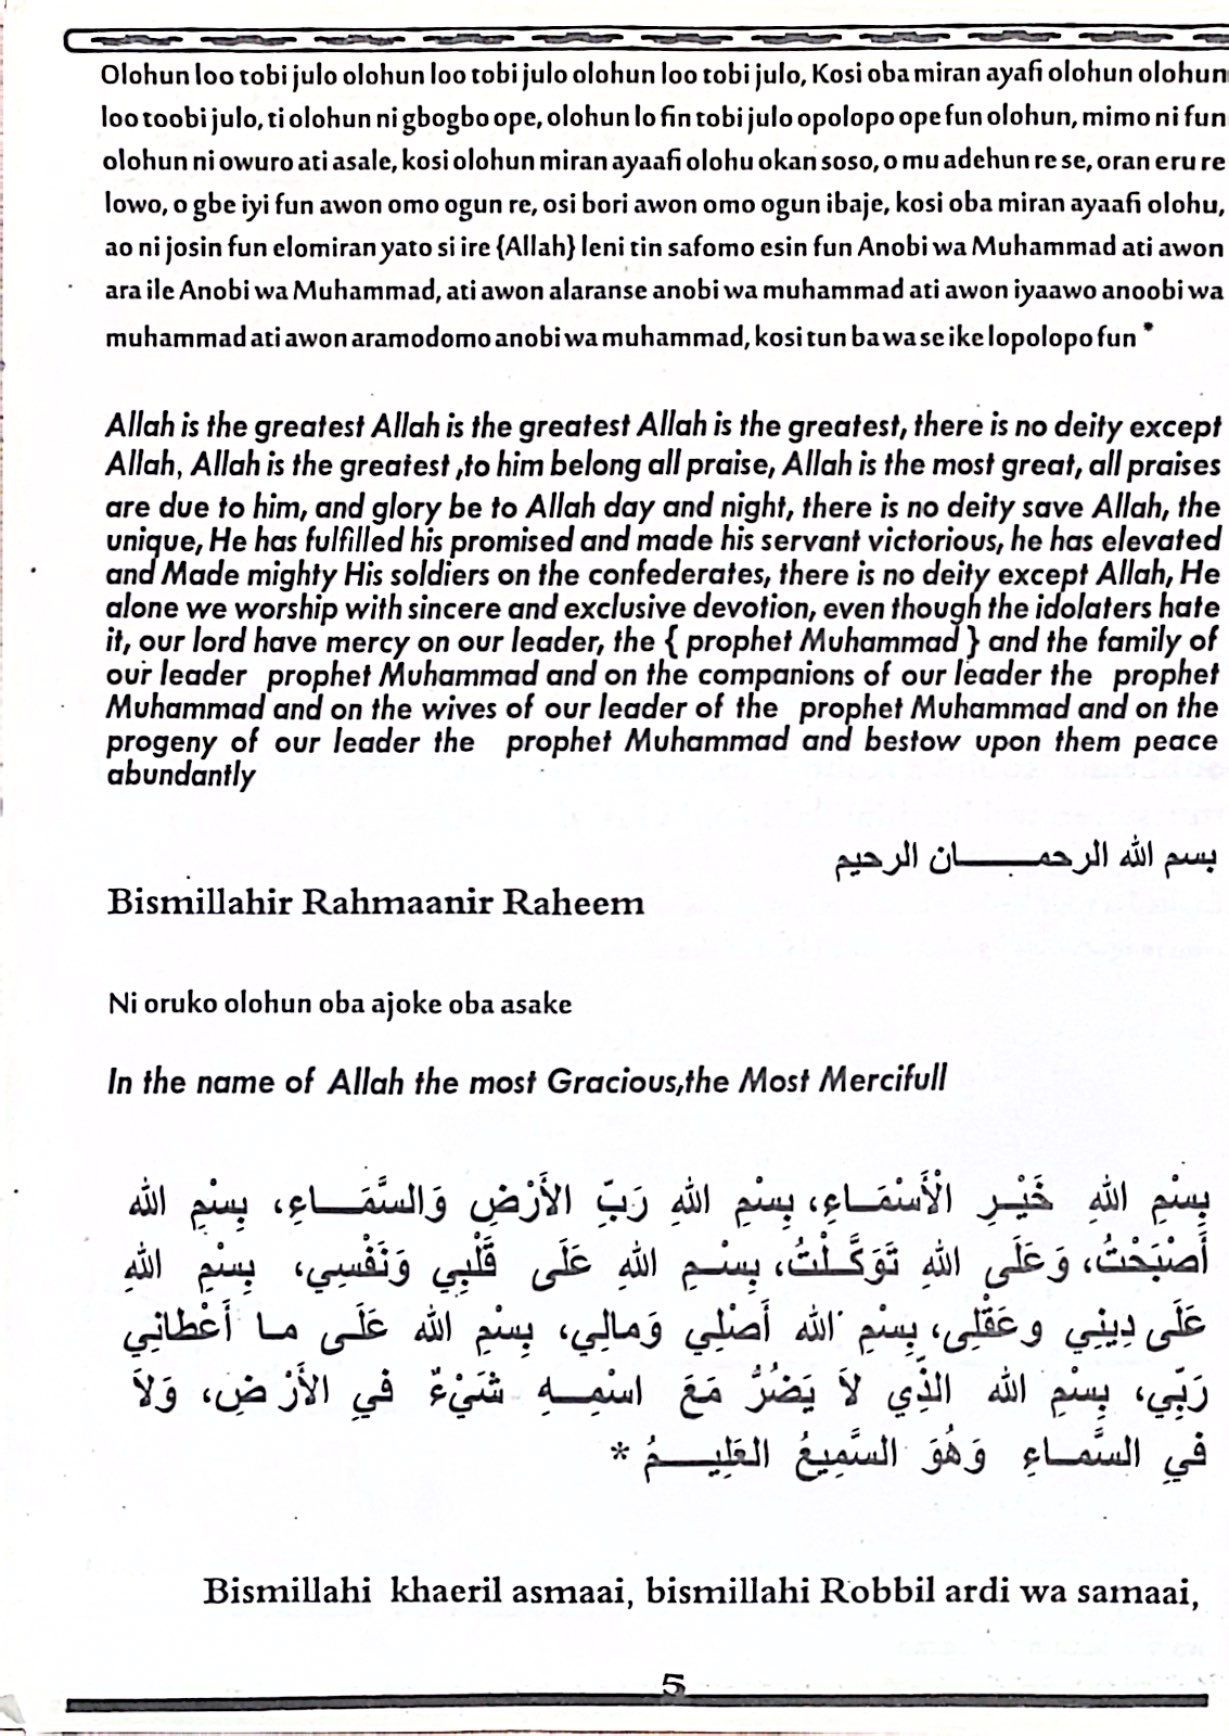 Olohun loo tobi julo olohun loo tobi julo olohun loo tobi julo, Kosi oba miran ayafi olohun olohun
loo toobi julo, ti olohun ni gbogbo ope, olohun lo fin tobi julo opolopo ope fun olohun, mimo ni fun
olohun ni owuro ati asale, kosi olohun miran ayaafi olohu okan soso, o mu adehun re se, oran eru re
lowo, o gbe iyi fun awon omo ogun re, osi bori awon omo ogun ibaje, kosi oba miran ayaafi olohu,
ao ni josin fun elomiran yato si ire {Allah} leni tin safomo esin fun Anobi wa Muhammad ati awon
ara ile Anobi wa Muhammad, ati awon alaranse anobi wa muhammad ati awon iyaawo anoobi wa
muhammad ati awon aramodomo anobi wa muhammad, kosi tun ba wa se ike lopolopo fun *
Allah is the greatest Allah is the greatest Allah is the greatest, there is no deity except
Allah, Allah is the greatest ,to him belong all praise, Allah is the most great, all praises
are due to him, and glory be to Allah day and night, there is no deity save Allah, the
unique, He has fulfilled his promised and made his servant victorious, he has elevated
and Made mighty His soldiers on the confederates, there is no deity except Allah, He
alone we worship with sincere and exclusive devotion, even though the idolaters hate
it, our lord have mercy on our leader, the { prophet Muhammad } and the family of
our leader prophet Muhammad and on the companions of our leader the prophet
Muhammad and on the wives of our leader of the prophet Muhammad and on the
progeny of our leader the prophet Muhammad and bestow upon them peace
abundantly
بسم الله الرحمـــــان الرحيم
Bismillahir Rahmaanir Raheem
Ni oruko olohun oba ajoke oba asake
In the name of Allah the most Gracious,the Most Mercifull
بِسْمِ اللهِ خَيْرِ الْأَسْمَـاءِ، بِسْمِ اللهِ رَبِّ الأَرْضِ وَالسَّمَـــاءِ، بِسْمِ الله
أَصْبَحْتُ، وَعَلَى اللهِ تَوَكَّـلْتُ، بِسْـمِ اللهِ عَلَى قَلْبِي وَنَفْسِي، بِسْمِ اللهِ
عَلَى دِينِي وعَقْلِى، بِسْمِ الله أَصْلِي وَمالِي، بِسْمِ الله عَلَـى مـا أَعْطانِي
رَبِّي، بِسْمِ الله الذِّي لاَ يَضُرُّ مَعَ اسْمِـــهِ شَيْءٌ فيِ الأَرْضِ، وَلاَ
فيِ السَّمـاءِ وَهُوَ السَّمِيعُ العَلِيـــمُ *
Bismillahi khaeril asmaai, bismillahi Robbil ardi wa samaai,
5